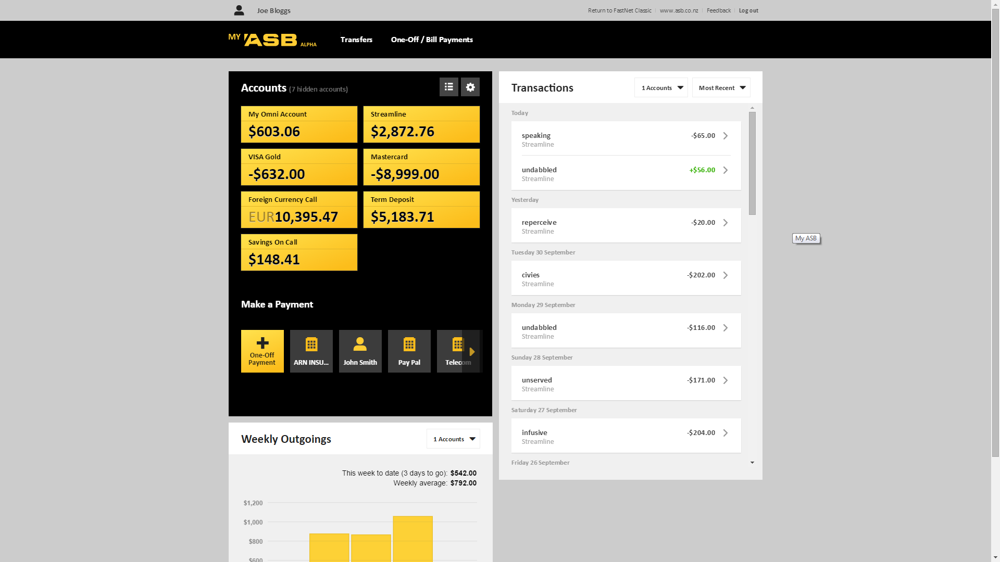 Joe Bloggs
Return to FastNet Classic
www.asb.co.nz
Feedback
Log out
MY ASB ALPHA
Transfers
One-Off / Bill Payments
Accounts (7 hidden accounts)
My Omni Account
$603.06
Streamline
$2,872.76
VISA Gold
-$632.00
Mastercard
-$8,999.00
Foreign Currency Call
EUR10,395.47
Term Deposit
$5,183.71
Savings On Call
$148.41
Make a Payment
One-Off
Payment
ARN INSU...
John Smith
Pay Pal
Telecom
Weekly Outgoings
1 Accounts
This week to date (3 days to go): $542.00
Weekly average: $792.00
$1,200
$1,000
$800
$600
Transactions
1 Accounts
Most Recent
Today
speaking -$65.00
Streamline
undabbled +$56.00
Streamline
Yesterday
reperceive -$20.00
Streamline
Tuesday 30 September
civies -$202.00
Streamline
Monday 29 September
undabbled -$116.00
Streamline
Sunday 28 September
unserved -$171.00
Streamline
Saturday 27 September
infusive -$204.00
Streamline
Friday 26 September
My ASB